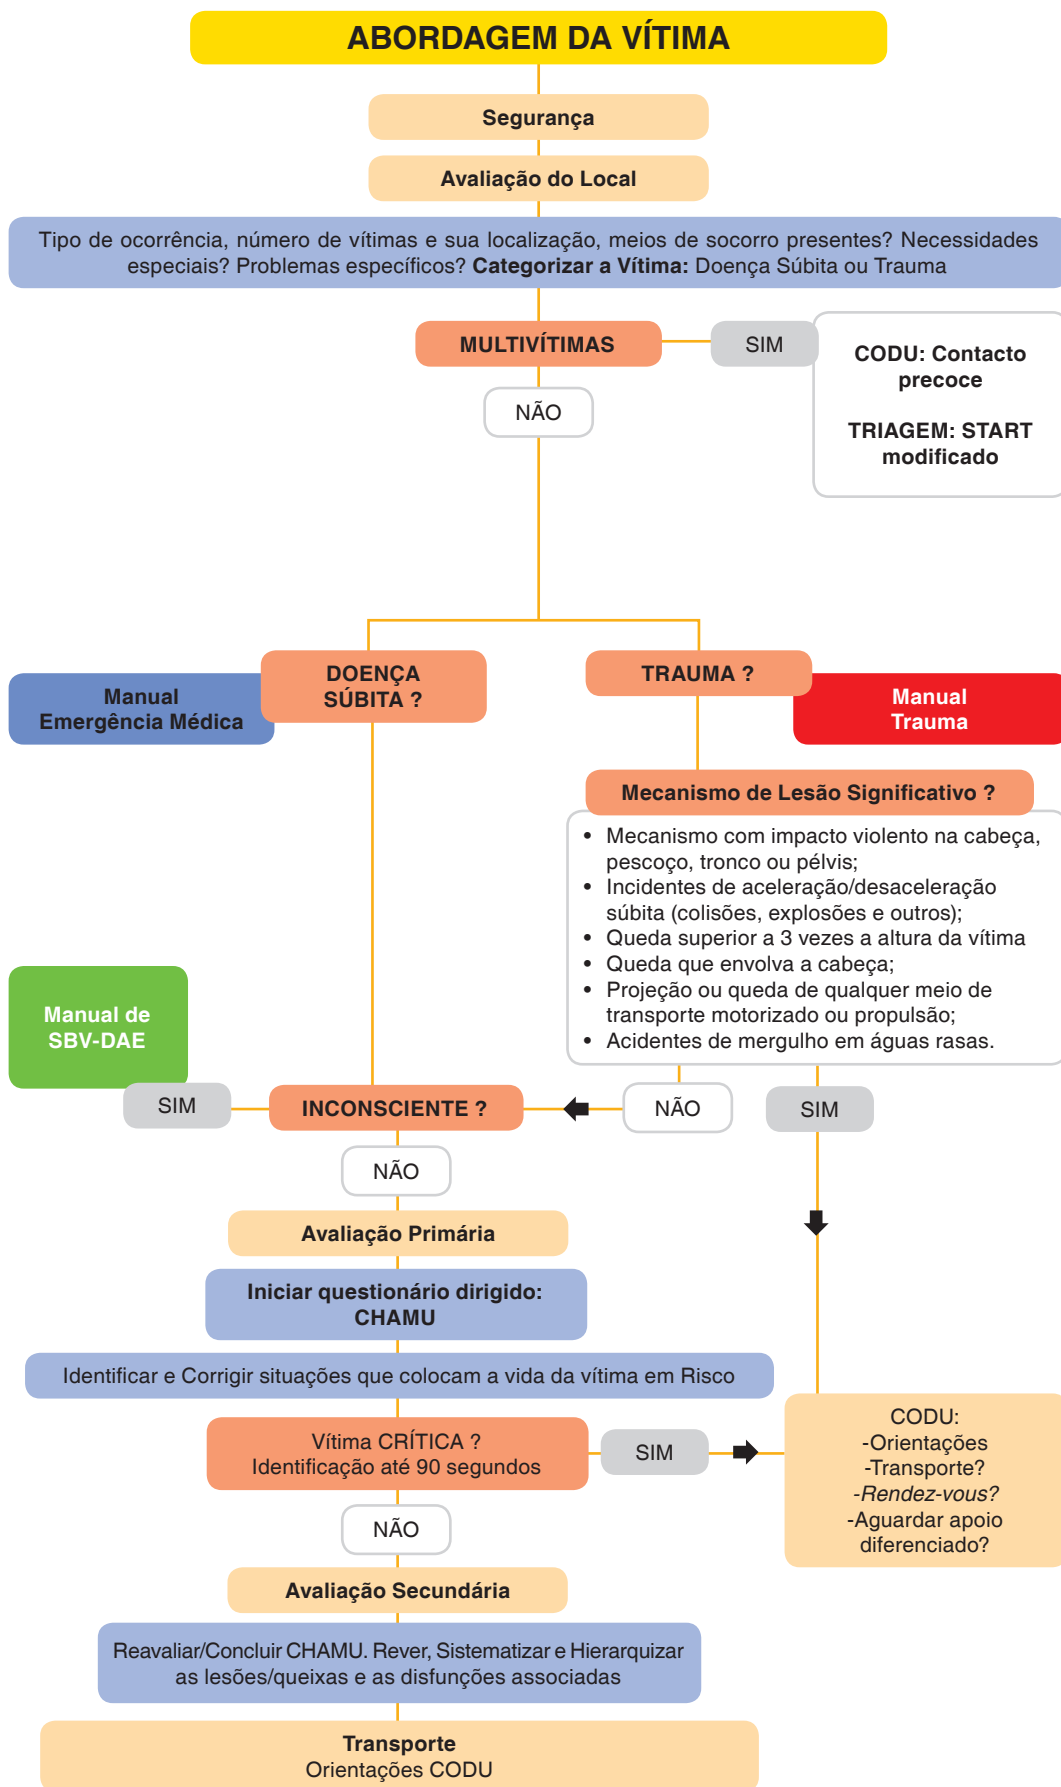 ABORDAGEM DA VÍTIMA
Segurança
Avaliação do Local
Tipo de ocorrência, número de vítimas e sua localização, meios de socorro presentes? Necessidades
especiais? Problemas específicos? Categorizar a Vítima: Doença Súbita ou Trauma
MULTIVÍTIMAS
SIM
CODU: Contacto
precoce
TRIAGEM: START
modificado
NÃO
DOENÇA
SÚBITA ?
Manual
Emergência Médica
TRAUMA ?
Manual
Trauma
Mecanismo de Lesão Significativo ?
• Mecanismo com impacto violento na cabeça,
pescoço, tronco ou pélvis;
• Incidentes de aceleração/desaceleração
súbita (colisões, explosões e outros);
• Queda superior a 3 vezes a altura da vítima
• Queda que envolva a cabeça;
• Projeção ou queda de qualquer meio de
transporte motorizado ou propulsão;
• Acidentes de mergulho em águas rasas.
Manual de
SBV-DAE
SIM
INCONSCIENTE ?
NÃO
SIM
NÃO
Avaliação Primária
Iniciar questionário dirigido:
CHAMU
Identificar e Corrigir situações que colocam a vida da vítima em Risco
Vítima CRÍTICA ?
Identificação até 90 segundos
SIM
CODU:
-Orientações
-Transporte?
-Rendez-vous?
-Aguardar apoio
diferenciado?
NÃO
Avaliação Secundária
Reavaliar/Concluir CHAMU. Rever, Sistematizar e Hierarquizar
as lesões/queixas e as disfunções associadas
Transporte
Orientações CODU